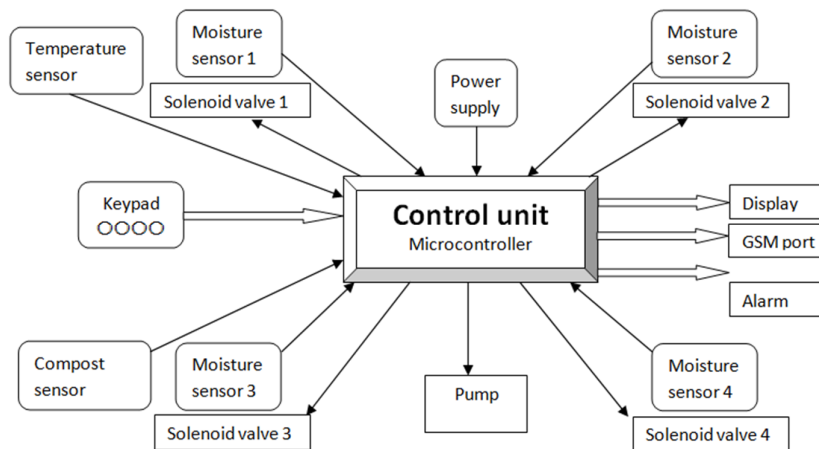 Temperature
sensor
Moisture
sensor 1
Solenoid valve 1
Power
supply
Moisture
sensor 2
Solenoid valve 2
Keypad
Control unit
Microcontroller
Display
GSM port
Alarm
Compost
sensor
Moisture
sensor 3
Solenoid valve 3
Pump
Moisture
sensor 4
Solenoid valve 4